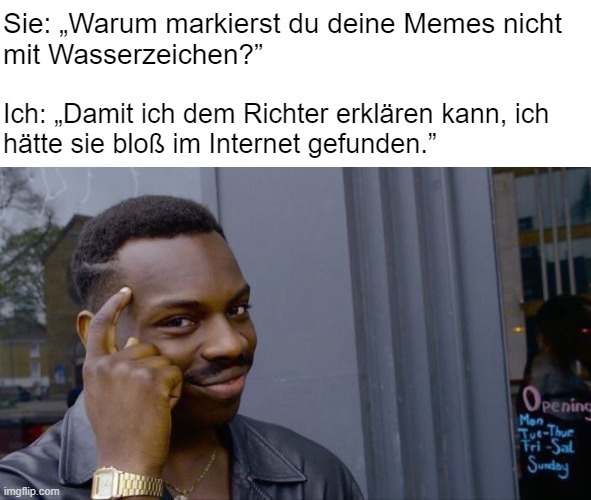 Sie: „Warum markierst du deine Memes nicht
mit Wasserzeichen?”
Ich: „Damit ich dem Richter erklären kann, ich
hätte sie bloß im Internet gefunden.”
Opening
Mon
Tue-Thur
Fri -Sat
Sunday
imgflip.com